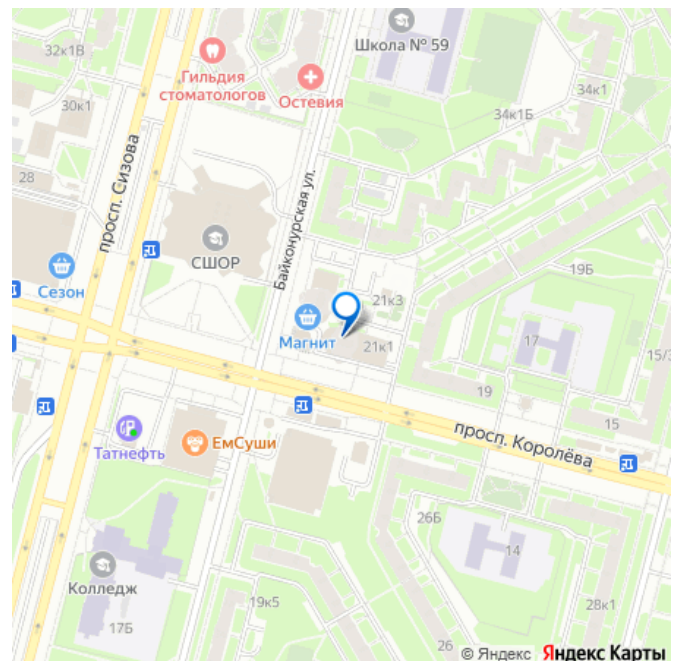 32к1В
Школа № 59
Гильдия
стоматологов
Остевия
34к1
30к1
34к1Б
просп. Сизова
28
Байконурская ул.
СШОР
19Б
Сезон
21к3
Магнит
21к1
17
15/3
19
15
просп. Королёва
ЕмСуши
Татнефть
26Б
14
Колледж
19к5
28к1
17Б
26
© Яндекс Яндекс Карты